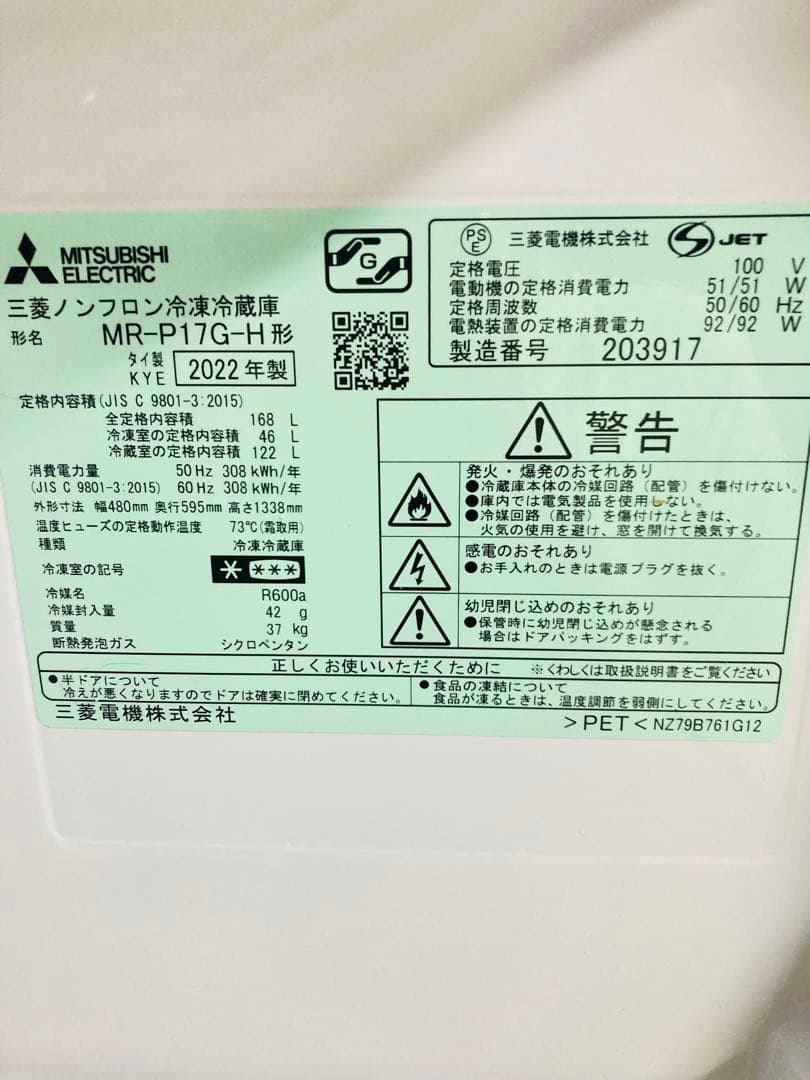 MITSUBISHI
ELECTRIC
三菱ノンフロン冷凍冷蔵庫
形名 MR-P17G-H形
タイ製
KYE 2022年製
G
PS
E
三菱電機株式会社 S JET
定格電圧 100 V
電動機の定格消費電力 51/51 W
定格周波数 50/60 Hz
電熱装置の定格消費電力 92/92 W
製造番号 203917
定格内容積(JIS C 9801-3:2015)
全定格内容積 168 L
冷凍室の定格内容積 46 L
冷蔵室の定格内容積 122 L
消費電力量 50Hz 308kWh/年
(JIS C 9801-3:2015) 60Hz 308kWh/年
外形寸法 幅480mm 奥行595mm 高さ1338mm
温度ヒューズの定格動作温度 73℃(霜取用)
種類 冷凍冷蔵庫
冷凍室の記号 * ***
冷媒名 R600a
冷媒封入量 42 g
質量 37 kg
断熱発泡ガス シクロペンタン
警告
発火・爆発のおそれあり
●冷蔵庫本体の冷媒回路(配管)を傷付けない。
●庫内では電気製品を使用しない。
●冷媒回路(配管)を傷付けたときは、
火気の使用を避け、窓を開けて換気する。
感電のおそれあり
●お手入れのときは電源プラグを抜く。
幼児閉じ込めのおそれあり
●保管時に幼児閉じ込めが懸念される
場合はドアパッキングをはずす。
正しくお使いいただくために ※くわしくは取扱説明書をご覧ください
●半ドアについて
冷えが悪くなりますのでドアは確実に閉めてください。
●食品の凍結について
食品が凍るときは、温度調節を弱側にしてください。
三菱電機株式会社
>PET< NZ79B761G12